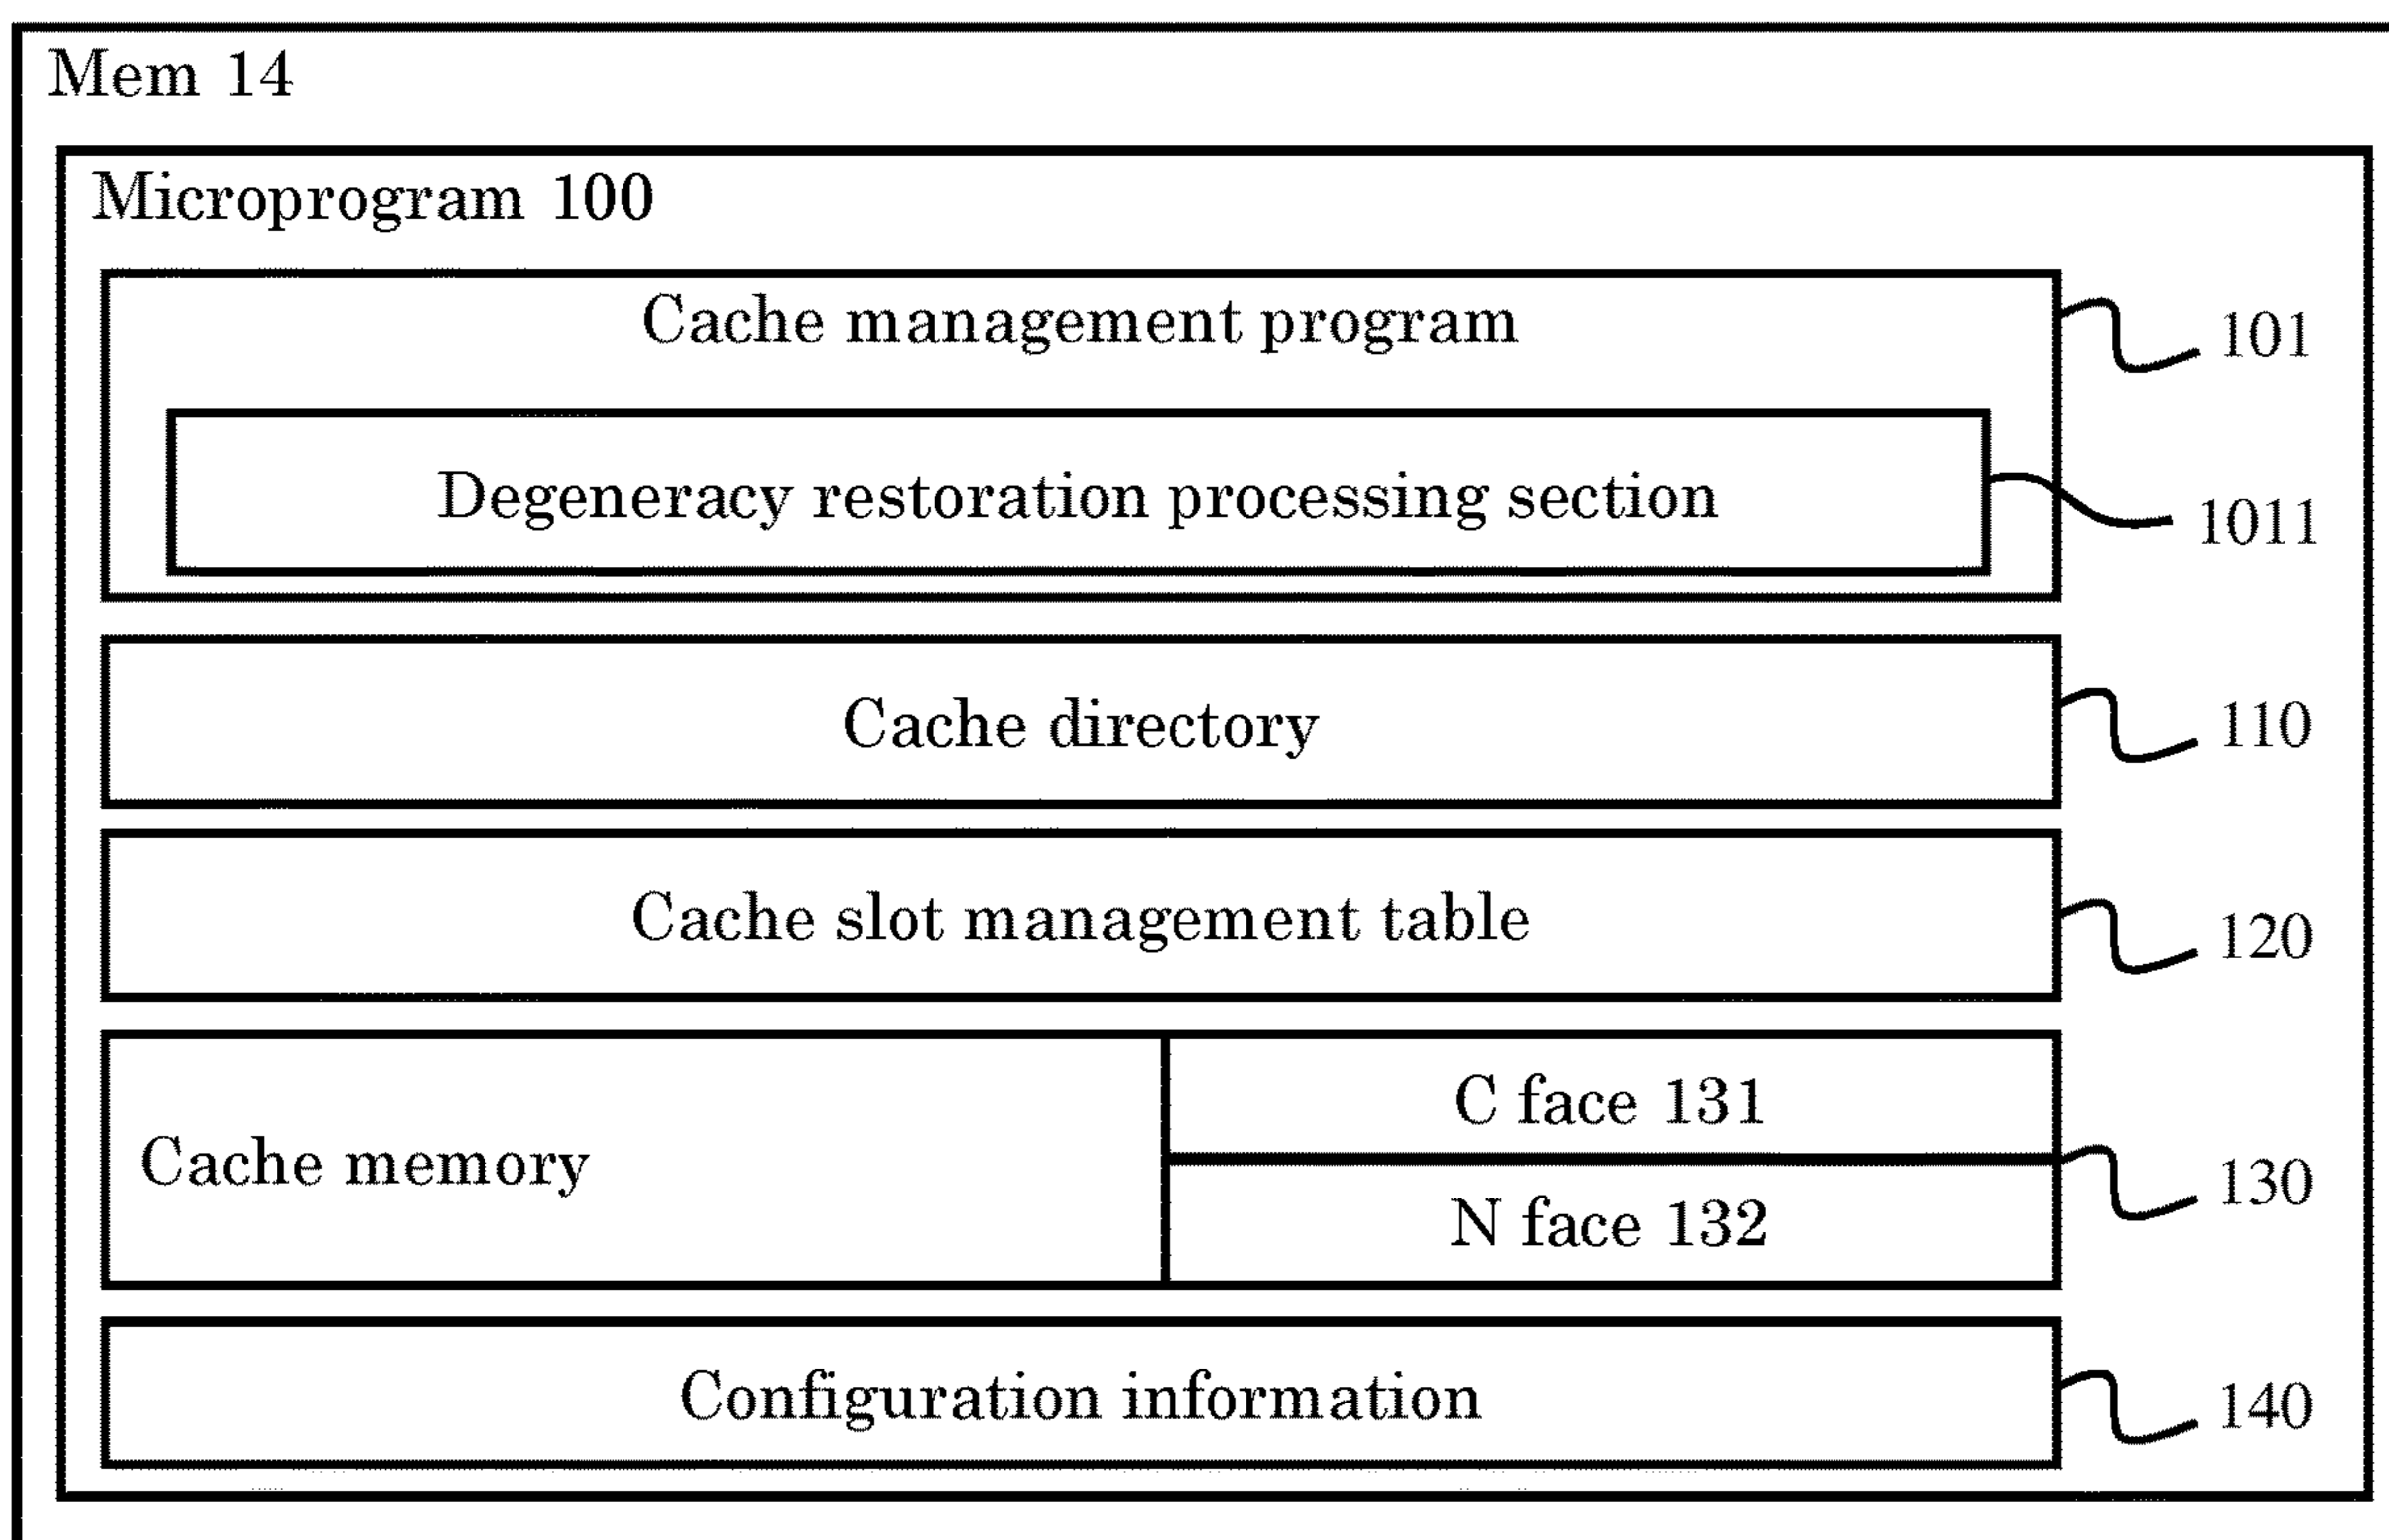 Mem 14
Microprogram 100
Cache management program
101
Degeneracy restoration processing section
1011
Cache directory
110
Cache slot management table
120
C face 131
Cache memory
130
N face 132
Configuration information
140